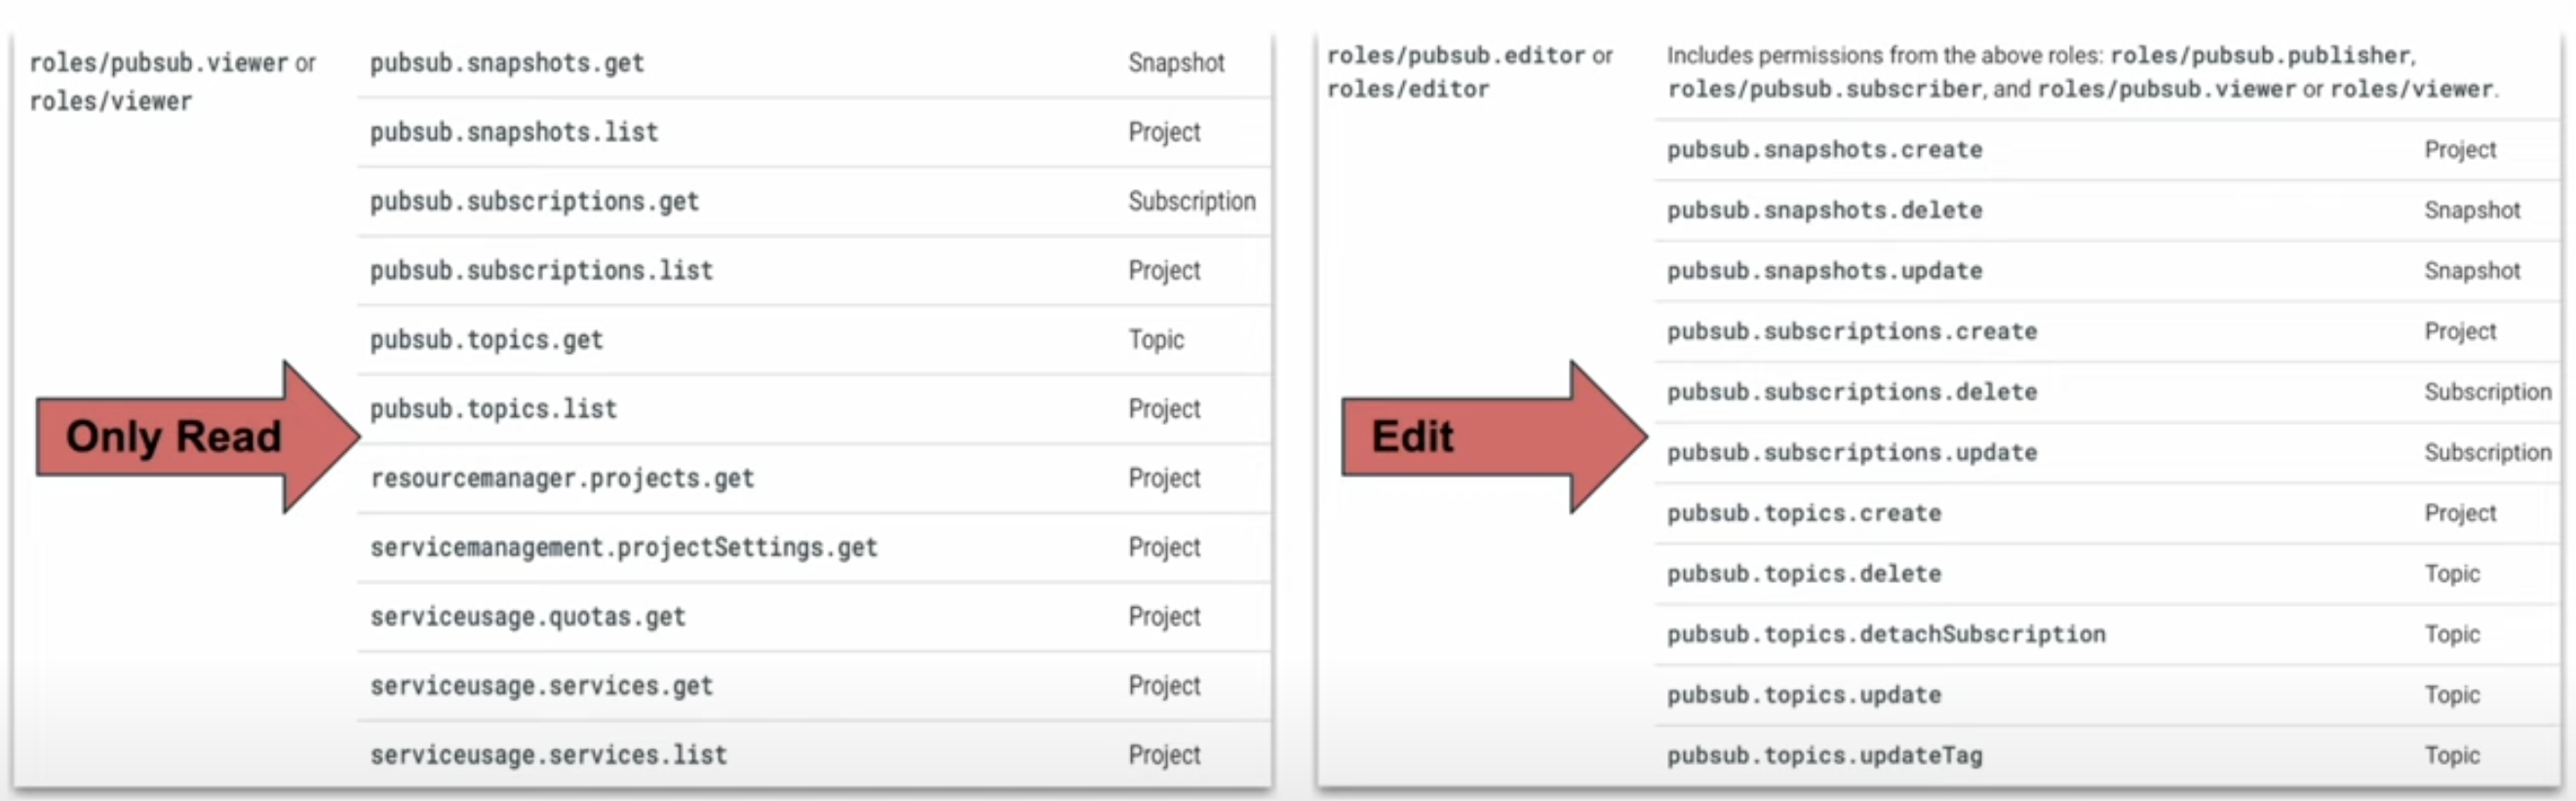 roles/pubsub.viewer or
roles/viewer
pubsub.snapshots.get Snapshot
pubsub.snapshots.list Project
pubsub.subscriptions.get Subscription
pubsub.subscriptions.list Project
pubsub.topics.get Topic
pubsub.topics.list Project
resourcemanager.projects.get Project
servicemanagement.projectSettings.get Project
serviceusage.quotas.get Project
serviceusage.services.get Project
serviceusage.services.list Project
Only Read
roles/pubsub.editor or
roles/editor
Includes permissions from the above roles: roles/pubsub.publisher,
roles/pubsub.subscriber, and roles/pubsub.viewer or roles/viewer.
pubsub.snapshots.create Project
pubsub.snapshots.delete Snapshot
pubsub.snapshots.update Snapshot
pubsub.subscriptions.create Project
pubsub.subscriptions.delete Subscription
pubsub.subscriptions.update Subscription
pubsub.topics.create Project
pubsub.topics.delete Topic
pubsub.topics.detachSubscription Topic
pubsub.topics.update Topic
pubsub.topics.updateTag Topic
Edit